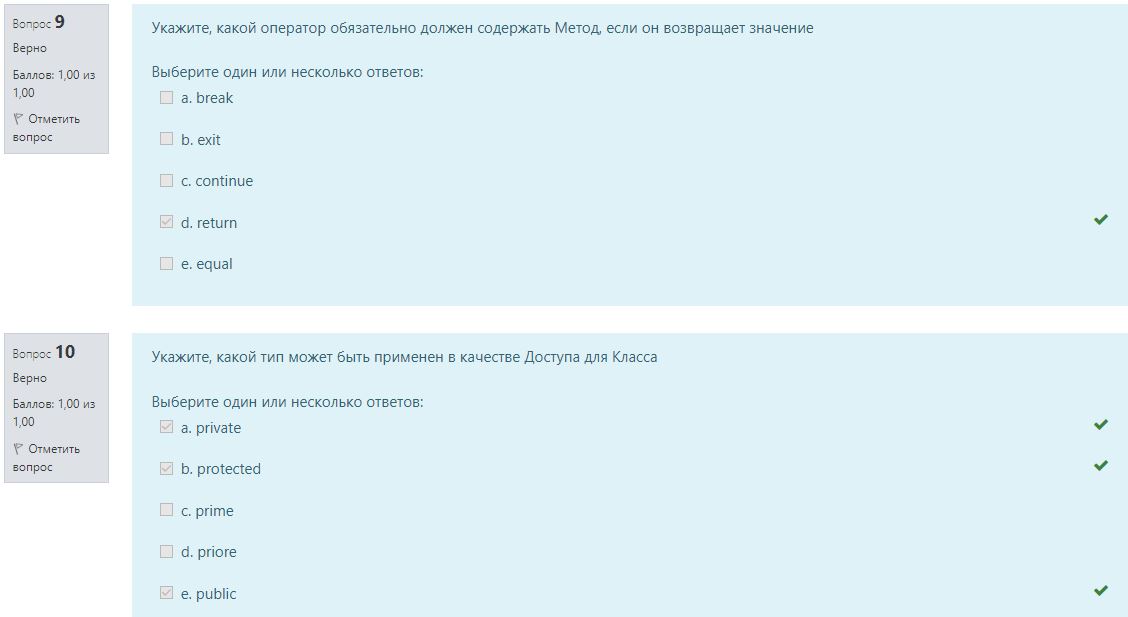 Вопрос 9
Верно
Баллов: 1,00 из
1,00
Отметить
вопрос
Укажите, какой оператор обязательно должен содержать Метод, если он возвращает значение
Выберите один или несколько ответов:
a. break
b. exit
c. continue
d. return
e. equal
Вопрос 10
Верно
Баллов: 1,00 из
1,00
Отметить
вопрос
Укажите, какой тип может быть применен в качестве Доступа для Класса
Выберите один или несколько ответов:
a. private
b. protected
c. prime
d. priore
e. public